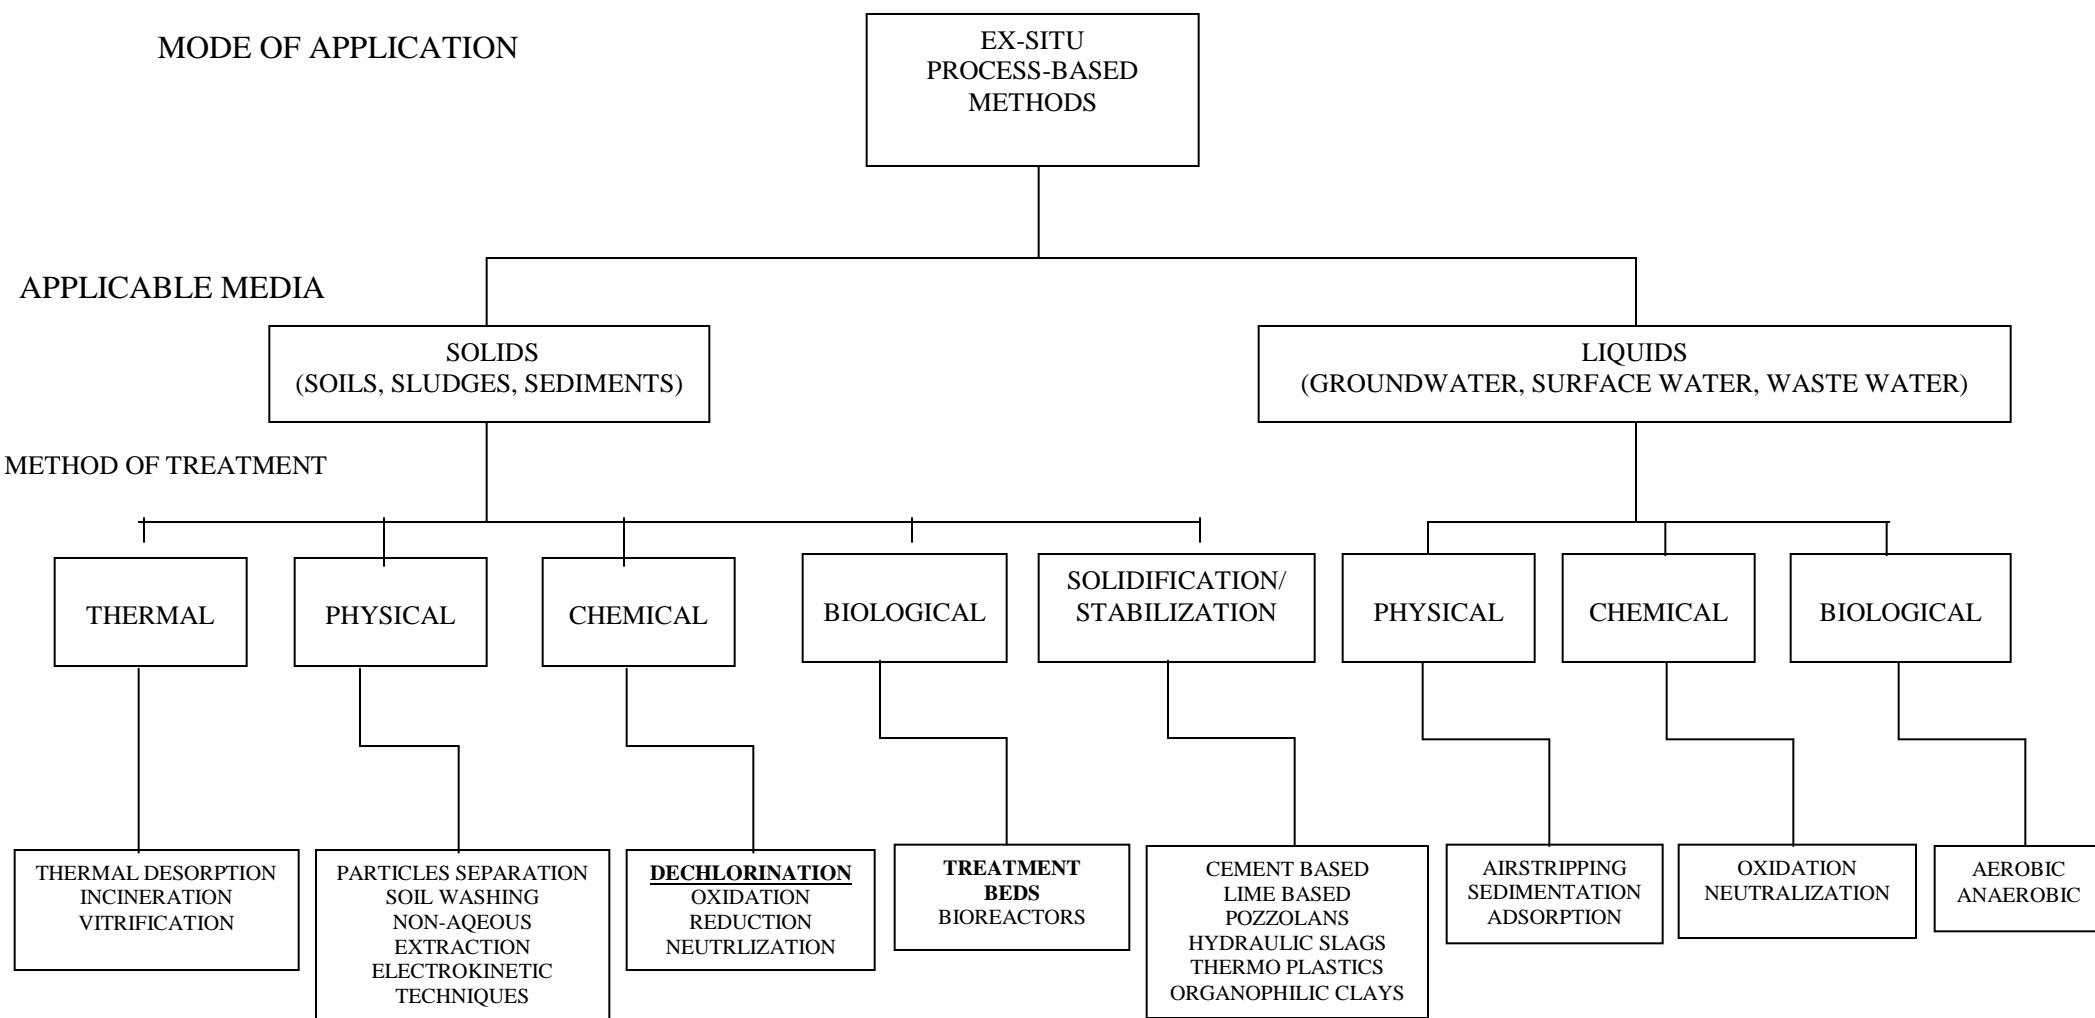 MODE OF APPLICATION
EX-SITU
PROCESS-BASED
METHODS
APPLICABLE MEDIA
SOLIDS
(SOILS, SLUDGES, SEDIMENTS)
LIQUIDS
(GROUNDWATER, SURFACE WATER, WASTE WATER)
METHOD OF TREATMENT
THERMAL
PHYSICAL
CHEMICAL
BIOLOGICAL
SOLIDIFICATION/
STABILIZATION
PHYSICAL
CHEMICAL
BIOLOGICAL
THERMAL DESORPTION
INCINERATION
VITRIFICATION
PARTICLES SEPARATION
SOIL WASHING
NON-AQEOUS
EXTRACTION
ELECTROKINETIC
TECHNIQUES
DECHLORINATION
OXIDATION
REDUCTION
NEUTRLIZATION
TREATMENT
BEDS
BIOREACTORS
CEMENT BASED
LIME BASED
POZZOLANS
HYDRAULIC SLAGS
THERMO PLASTICS
ORGANOPHILIC CLAYS
AIRSTRIPPING
SEDIMENTATION
ADSORPTION
OXIDATION
NEUTRALIZATION
AEROBIC
ANAEROBIC